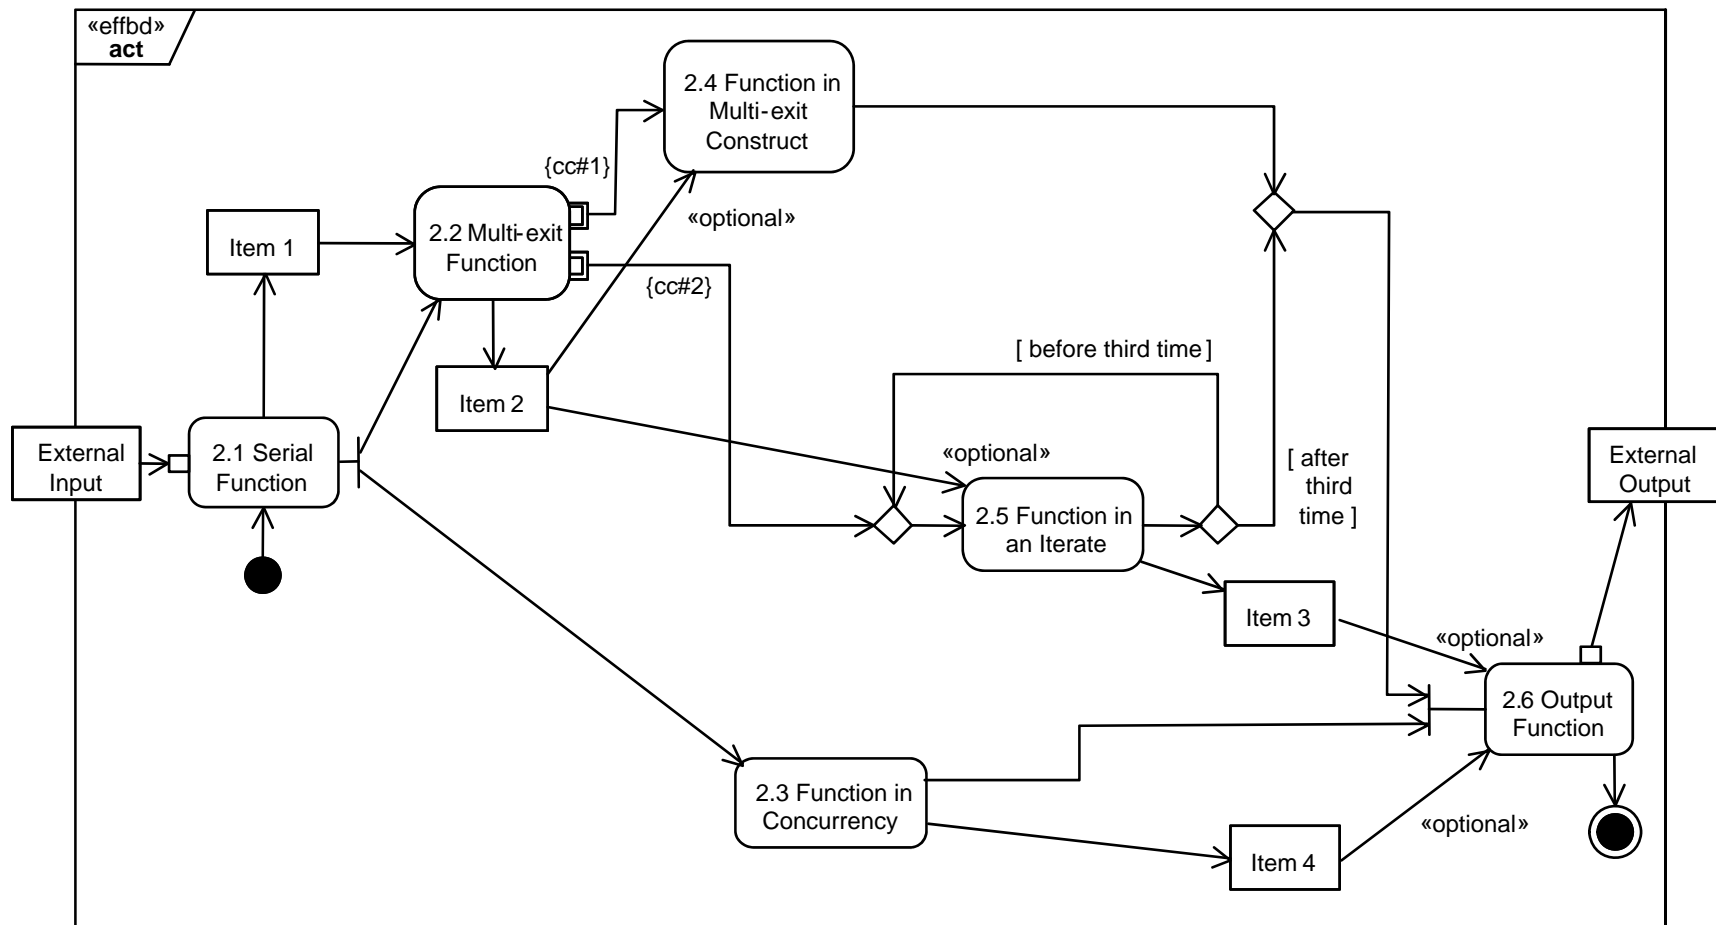 «effbd»
act
2.4 Function in
Multi-exit
Construct
{cc#1}
«optional»
Item 1
2.2 Multi-exit
Function
{cc#2}
[ before third time ]
Item 2
External
Input
2.1 Serial
Function
«optional»
[ after
third
time ]
External
Output
2.5 Function in
an Iterate
Item 3
«optional»
2.6 Output
Function
2.3 Function in
Concurrency
«optional»
Item 4